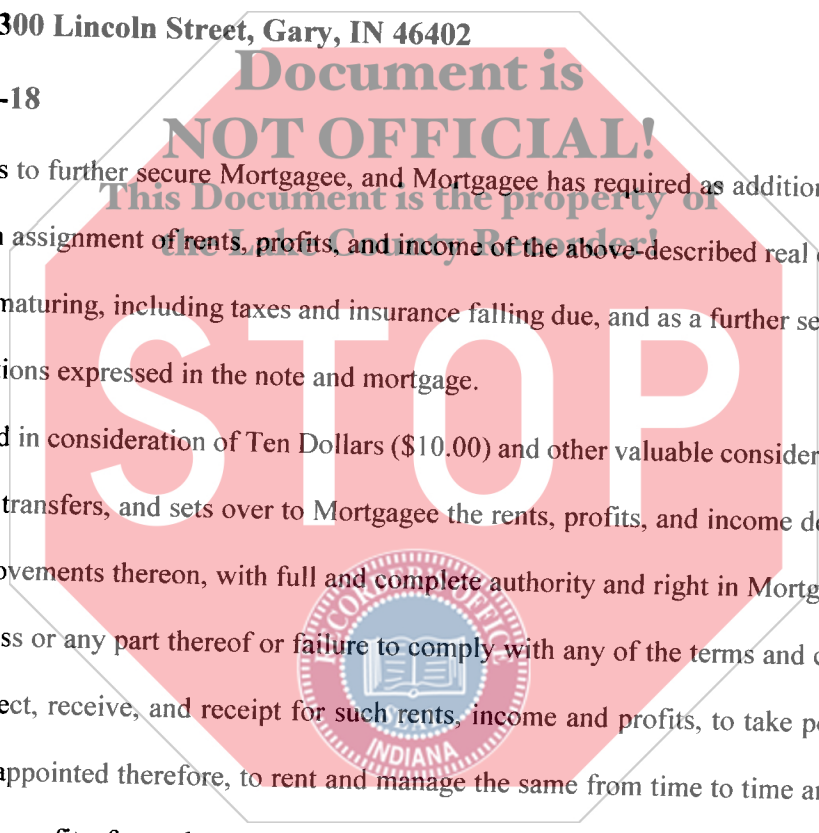 300 Lincoln Street, Gary, IN 46402
Document is
-18
NOT OFFICIAL!
s to further secure Mortgagee, and Mortgagee has required as addition
This Document is the property of
assignment of rents, profits, and income of the above-described real
the Lake County Recorder!
maturing, including taxes and insurance falling due, and as a further se
STOP
tions expressed in the note and mortgage.
d in consideration of Ten Dollars ($10.00) and other valuable consider
transfers, and sets over to Mortgagee the rents, profits, and income de
ovements thereon, with full and complete authority and right in Mortg
RECORDER'S OFFICE
ss or any part thereof or failure to comply with any of the terms and c
ect, receive, and receipt for such rents, income and profits, to take p
SEAL
INDIANA
appointed therefore, to rent and manage the same from time to time a